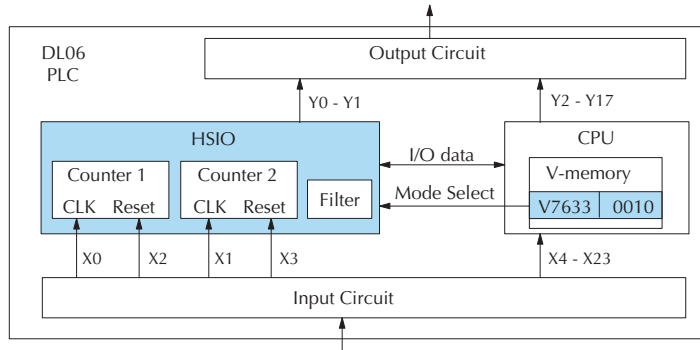 DL06
PLC
Output Circuit
Y0 - Y1
Y2 - Y17
HSIO
CPU
Counter 1
CLK Reset
Counter 2
CLK Reset
Filter
I/O data
Mode Select
V-memory
V7633 0010
X0
X2
X1
X3
X4 - X23
Input Circuit